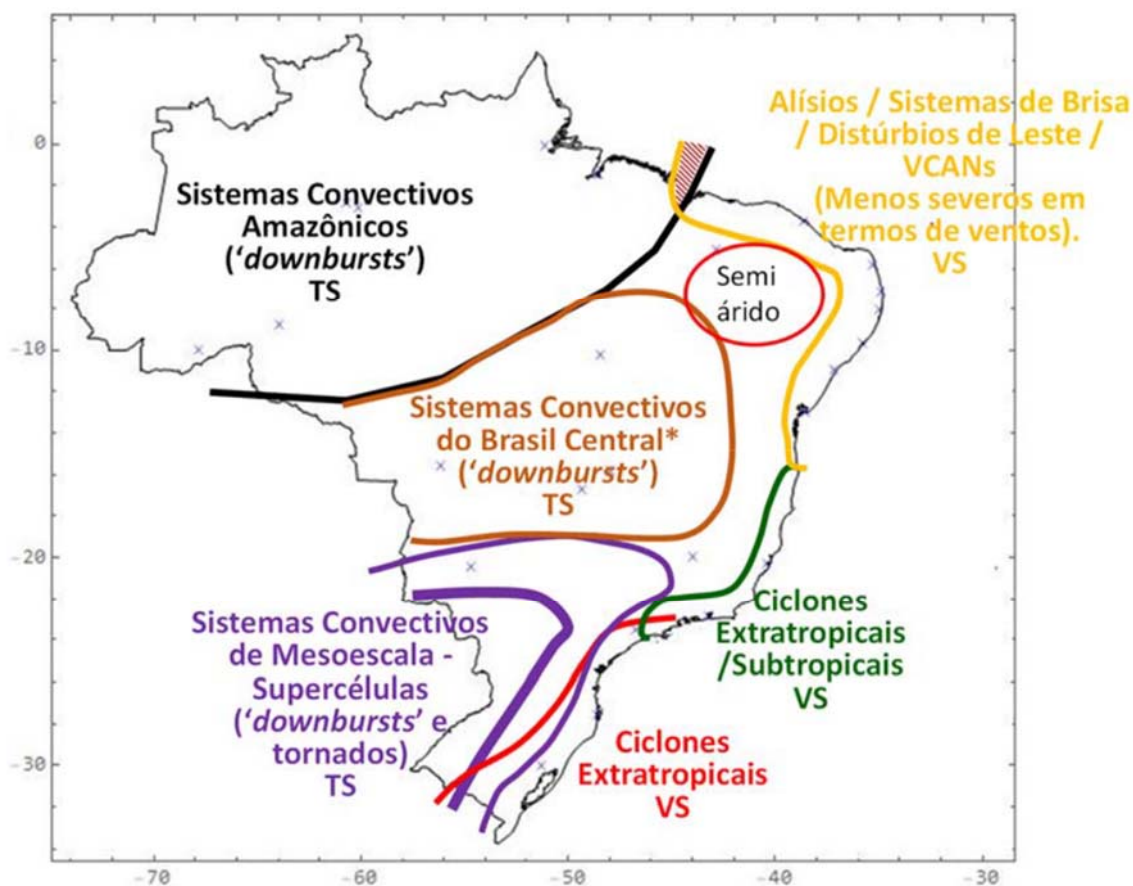 Alísios / Sistemas de Brisa
/ Distúrbios de Leste /
VCANs
(Menos severos em
termos de ventos).
VS
Sistemas Convectivos
Amazônicos
(‘downbursts’)
TS
Semi
árido
Sistemas Convectivos
do Brasil Central*
(‘downbursts’)
TS
Sistemas Convectivos
de Mesoescala -
Supercélulas
(‘downbursts’ e
tornados)
TS
Ciclones
Extratropicais
/Subtropicais
VS
Ciclones
Extratropicais
VS
0
-10
-20
-30
-70
-60
-50
-40
-30